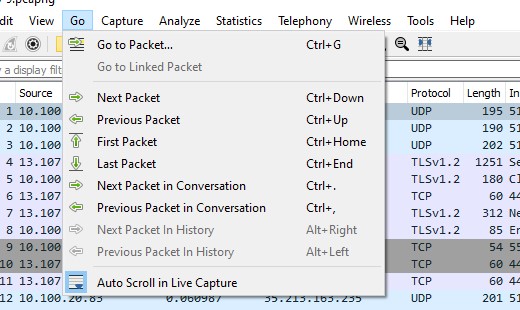 9.pcapng
dit View Go Capture Analyze Statistics Telephony Wireless Tools Help
y a display filt
Go to Packet... Ctrl+G
Go to Linked Packet
Next Packet Ctrl+Down
Previous Packet Ctrl+Up
First Packet Ctrl+Home
Last Packet Ctrl+End
Next Packet in Conversation Ctrl+.
Previous Packet in Conversation Ctrl+,
Next Packet In History Alt+Right
Previous Packet In History Alt+Left
Auto Scroll in Live Capture
Source Protocol Length In
1 10.100 UDP 195 51
2 10.100 UDP 190 51
3 10.100 UDP 202 51
4 13.107 TLSv1.2 1251 Se
5 10.100 TLSv1.2 180 Cl
6 13.107 TCP 60 44
7 13.107 TLSv1.2 312 Ne
8 10.100 TLSv1.2 85 En
9 10.100 TCP 54 55
10 13.107 TCP 60 44
11 13.107 TCP 60 44
12 10.100.20.83 0.060987 35.213.163.235 UDP 201 51